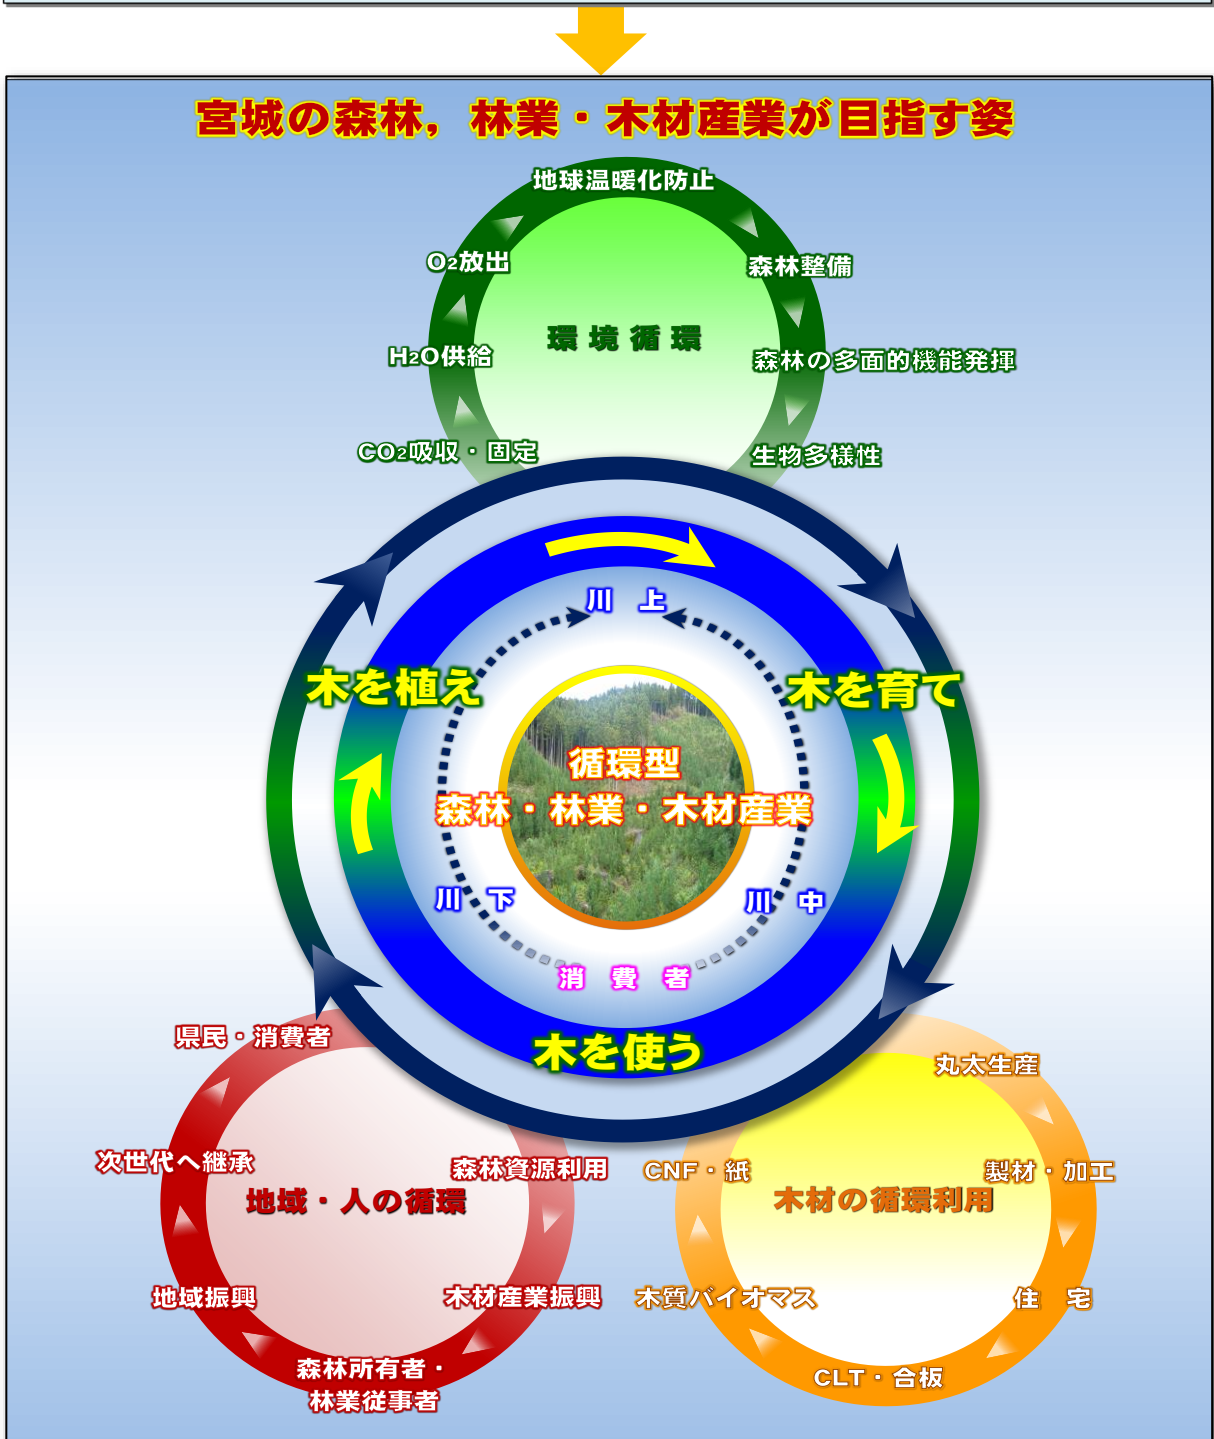 宮城の森林，林業・木材産業が目指す姿
地球温暖化防止
O2放出
森林整備
環境循環
H2O供給
森林の多面的機能発揮
CO2吸収・固定
生物多様性
川　上
木を植え
木を育て
循環型
森林・林業・木材産業
川　下
川　中
消　費　者
木を使う
県民・消費者
丸太生産
次世代へ継承
森林資源利用
CNF・紙
製材・加工
地域・人の循環
木材の循環利用
地域振興
木材産業振興
木質バイオマス
住　宅
森林所有者・
林業従事者
CLT・合板